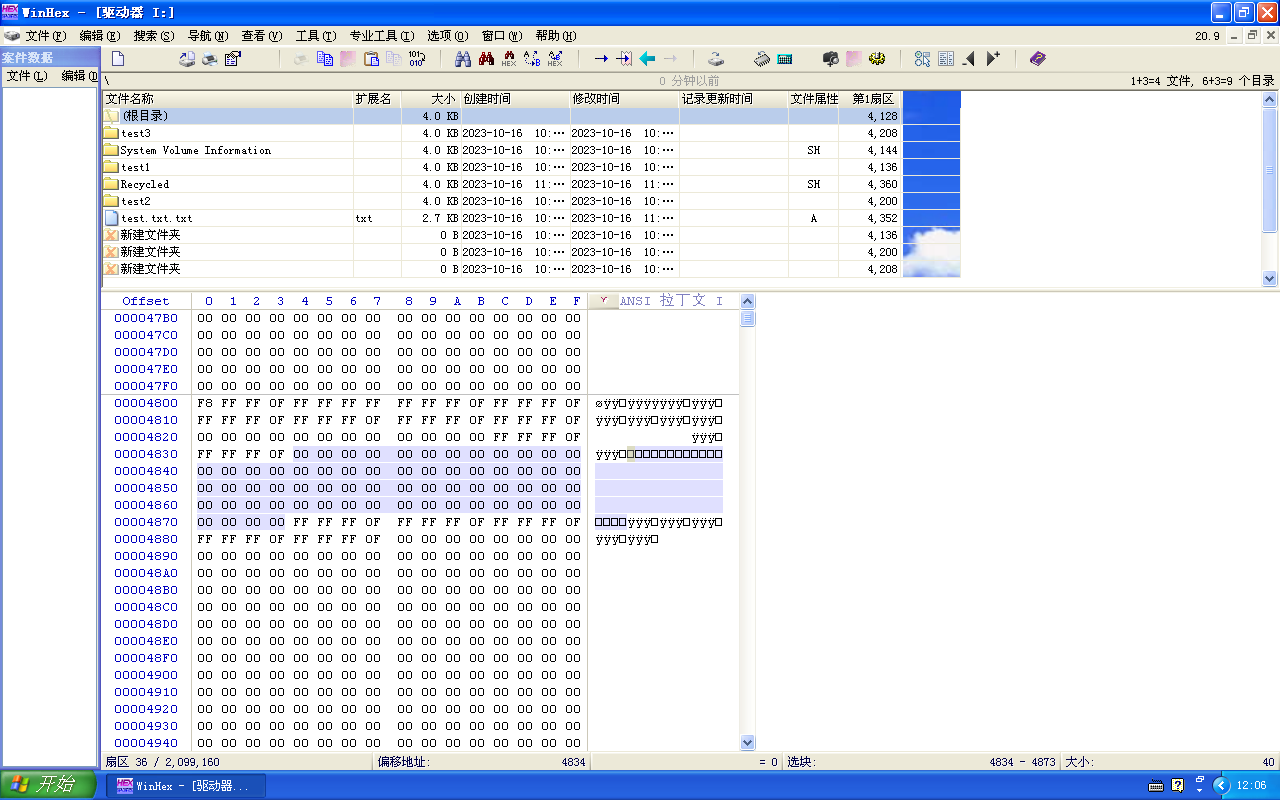 WinHex - [驱动器 I:]
文件(F) 编辑(E) 搜索(S) 导航(N) 查看(V) 工具(T) 专业工具(I) 选项(O) 窗口(W) 帮助(H) 20.9
案件数据
文件(L) 编辑(D
\ 0 分钟以前 1+3=4 文件, 6+3=9 个目录
文件名称 扩展名 大小 创建时间 修改时间 记录更新时间 文件属性 第1扇区
(根目录) 4.0 KB 4,128
test3 4.0 KB 2023-10-16 10:… 2023-10-16 10:… 4,208
System Volume Information 4.0 KB 2023-10-16 10:… 2023-10-16 10:… SH 4,144
test1 4.0 KB 2023-10-16 10:… 2023-10-16 10:… 4,136
Recycled 4.0 KB 2023-10-16 11:… 2023-10-16 11:… SH 4,360
test2 4.0 KB 2023-10-16 10:… 2023-10-16 10:… 4,200
test.txt.txt txt 2.7 KB 2023-10-16 10:… 2023-10-16 11:… A 4,352
新建文件夹 0 B 2023-10-16 10:… 2023-10-16 10:… 4,136
新建文件夹 0 B 2023-10-16 10:… 2023-10-16 10:… 4,200
新建文件夹 0 B 2023-10-16 10:… 2023-10-16 10:… 4,208
Offset 0 1 2 3 4 5 6 7 8 9 A B C D E F ANSI 拉丁文 I
000047B0 00 00 00 00 00 00 00 00 00 00 00 00 00 00 00 00
000047C0 00 00 00 00 00 00 00 00 00 00 00 00 00 00 00 00
000047D0 00 00 00 00 00 00 00 00 00 00 00 00 00 00 00 00
000047E0 00 00 00 00 00 00 00 00 00 00 00 00 00 00 00 00
000047F0 00 00 00 00 00 00 00 00 00 00 00 00 00 00 00 00
00004800 F8 FF FF 0F FF FF FF FF FF FF FF 0F FF FF FF 0F øÿÿ□ÿÿÿÿÿÿÿ□ÿÿÿ□
00004810 FF FF FF 0F FF FF FF 0F FF FF FF 0F FF FF FF 0F ÿÿÿ□ÿÿÿ□ÿÿÿ□ÿÿÿ□
00004820 00 00 00 00 00 00 00 00 00 00 00 00 FF FF FF 0F ÿÿÿ□
00004830 FF FF FF 0F 00 00 00 00 00 00 00 00 00 00 00 00 ÿÿÿ□□□□□□□□□□□□□
00004840 00 00 00 00 00 00 00 00 00 00 00 00 00 00 00 00
00004850 00 00 00 00 00 00 00 00 00 00 00 00 00 00 00 00
00004860 00 00 00 00 00 00 00 00 00 00 00 00 00 00 00 00
00004870 00 00 00 00 FF FF FF 0F FF FF FF 0F FF FF FF 0F □□□□ÿÿÿ□ÿÿÿ□ÿÿÿ□
00004880 FF FF FF 0F FF FF FF 0F 00 00 00 00 00 00 00 00 ÿÿÿ□ÿÿÿ□
00004890 00 00 00 00 00 00 00 00 00 00 00 00 00 00 00 00
000048A0 00 00 00 00 00 00 00 00 00 00 00 00 00 00 00 00
000048B0 00 00 00 00 00 00 00 00 00 00 00 00 00 00 00 00
000048C0 00 00 00 00 00 00 00 00 00 00 00 00 00 00 00 00
000048D0 00 00 00 00 00 00 00 00 00 00 00 00 00 00 00 00
000048E0 00 00 00 00 00 00 00 00 00 00 00 00 00 00 00 00
000048F0 00 00 00 00 00 00 00 00 00 00 00 00 00 00 00 00
00004900 00 00 00 00 00 00 00 00 00 00 00 00 00 00 00 00
00004910 00 00 00 00 00 00 00 00 00 00 00 00 00 00 00 00
00004920 00 00 00 00 00 00 00 00 00 00 00 00 00 00 00 00
00004930 00 00 00 00 00 00 00 00 00 00 00 00 00 00 00 00
00004940 00 00 00 00 00 00 00 00 00 00 00 00 00 00 00 00
扇区 36 / 2,099,160 偏移地址: 4834 = 0 选块: 4834 - 4873 大小: 40
开始 WinHex - [驱动器... 12:06